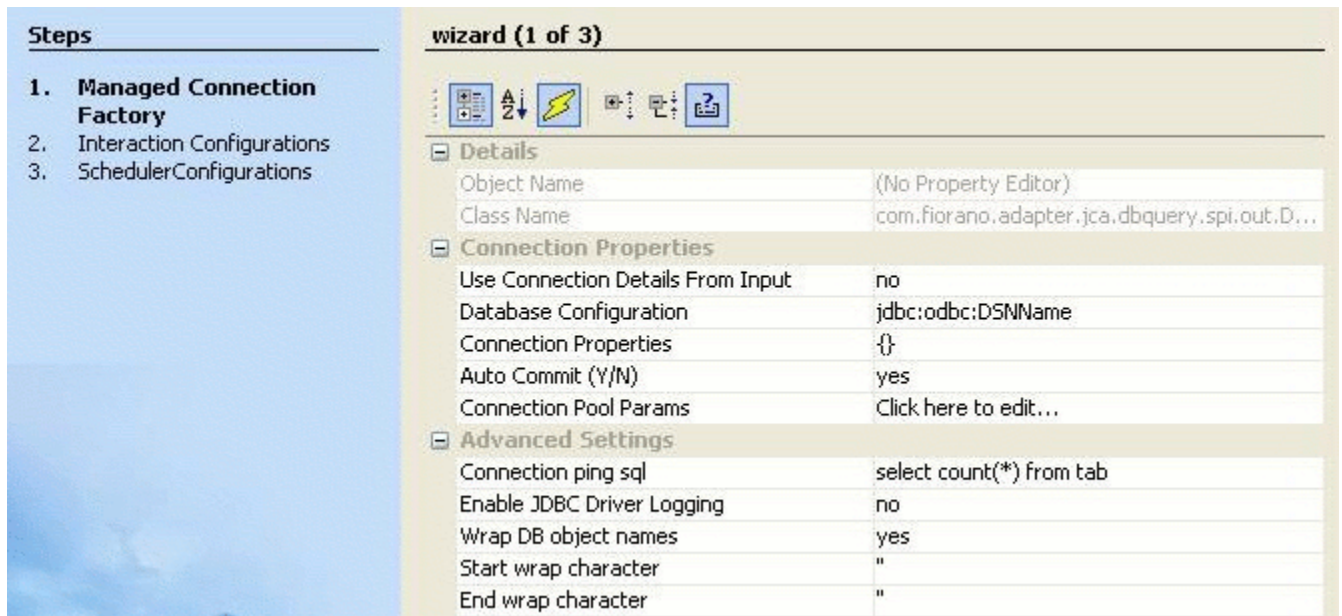 Steps
1. Managed Connection
Factory
2. Interaction Configurations
3. SchedulerConfigurations
wizard (1 of 3)
Details
Object Name (No Property Editor)
Class Name com.fiorano.adapter.jca.dbquery.spi.out.D...
Connection Properties
Use Connection Details From Input no
Database Configuration jdbc:odbc:DSNName
Connection Properties {}
Auto Commit (Y/N) yes
Connection Pool Params Click here to edit...
Advanced Settings
Connection ping sql select count(*) from tab
Enable JDBC Driver Logging no
Wrap DB object names yes
Start wrap character "
End wrap character "